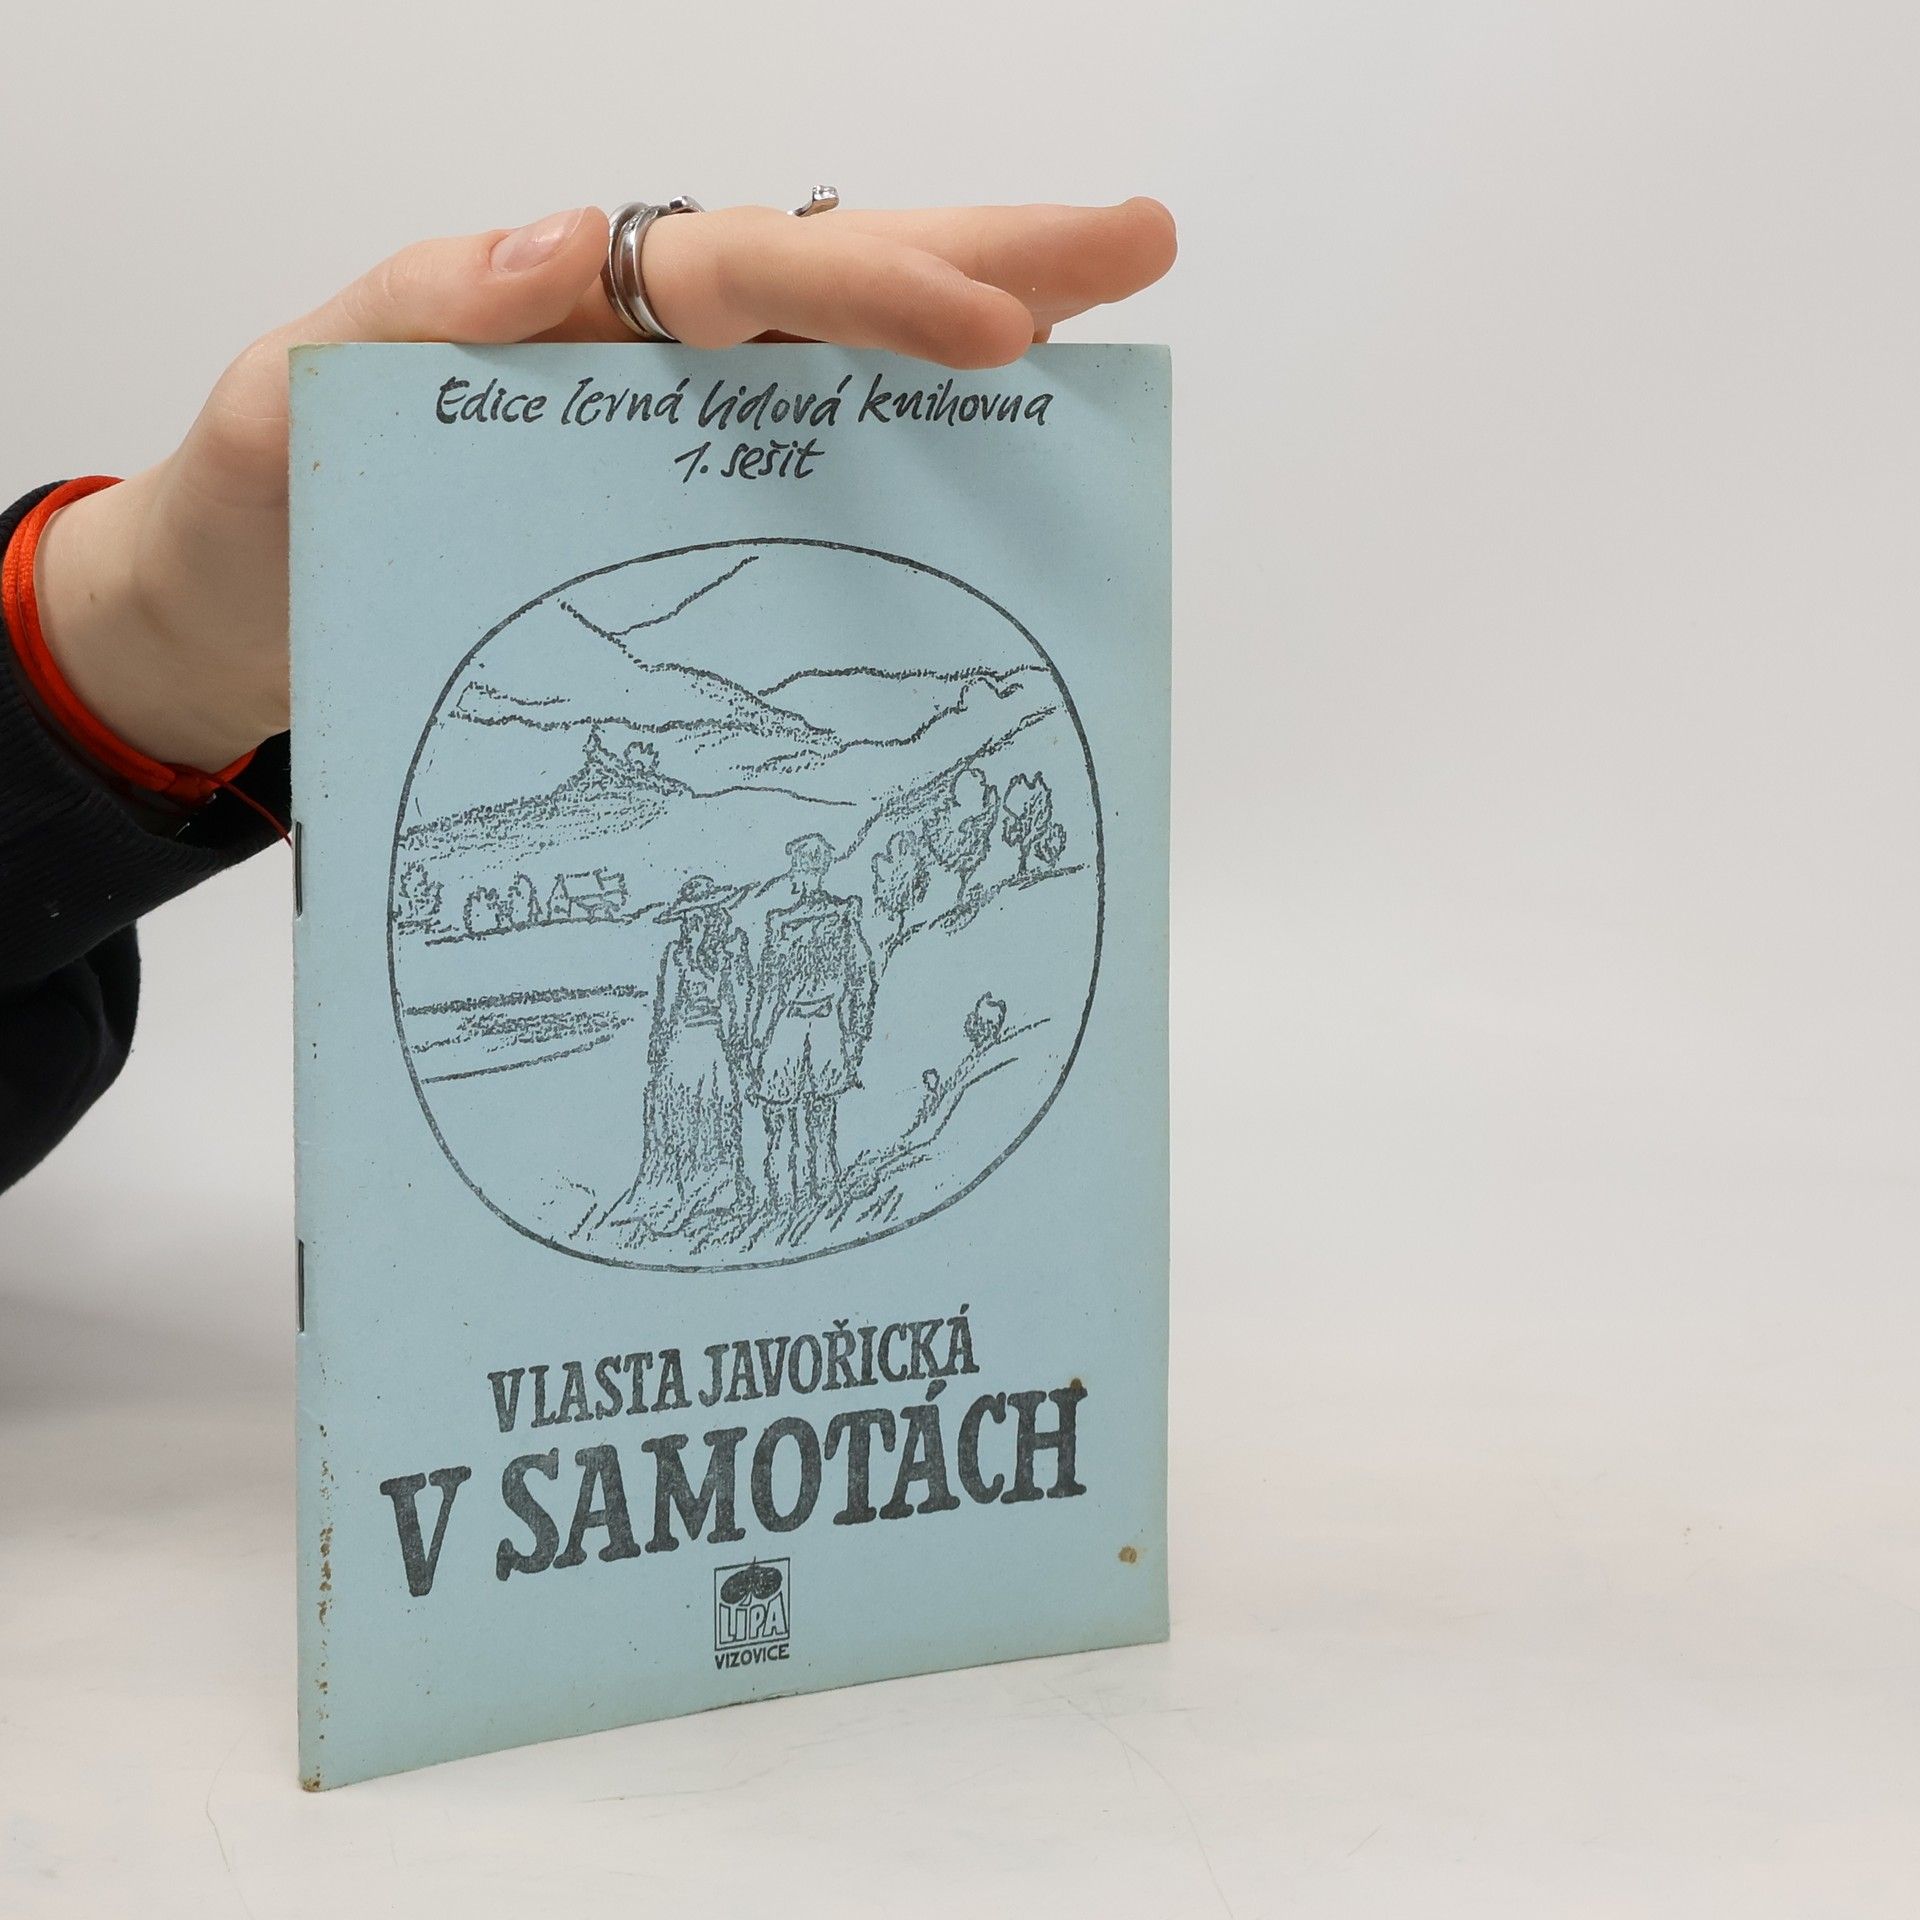 Edice levná lidová knihovna
1. sešit
VLASTA JAVOŘICKÁ
V SAMOTÁCH
LÍPA
VIZOVICE